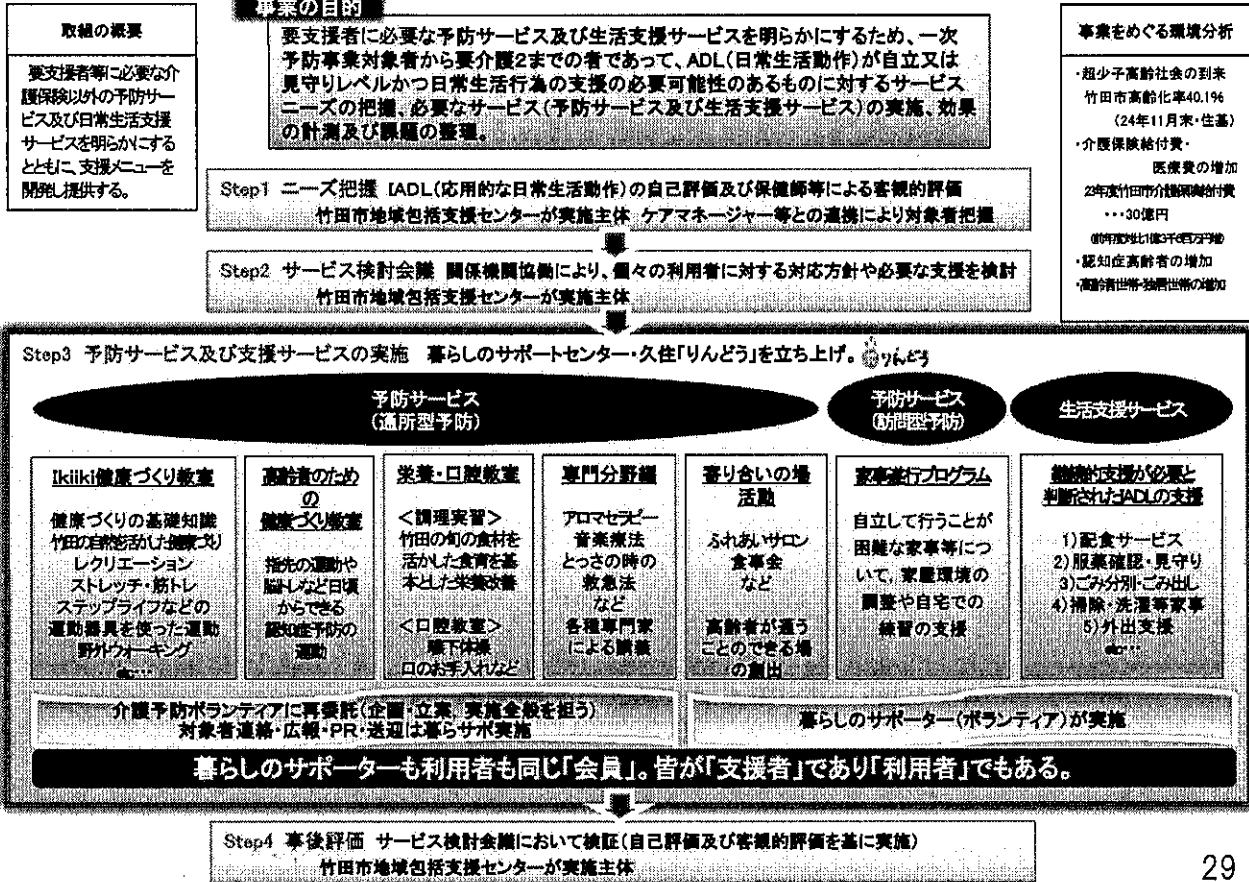 取組の概要
要支援者等に必要な介
護保険以外の予防サー
ビス及び日常生活支援
サービスを明らかにする
とともに、支援メニューを
開発し提供する。
事業の目的
要支援者に必要な予防サービス及び生活支援サービスを明らかにするため、一次
予防事業対象者から要介護2までの者であって、ADL(日常生活動作)が自立又は
見守りレベルかつ日常生活行為の支援の必要可能性のあるものに対するサービス
ニーズの把握、必要なサービス(予防サービス及び生活支援サービス)の実施、効果
の計測及び課題の整理。
事業をめぐる環境分析
・超少子高齢社会の到来
竹田市高齢化率40.1%
(24年11月末・住基)
・介護保険給付費・
医療費の増加
23年度竹田市介護保険給付費
・・・30億円
(前年度対比1億3千6百万円増)
・認知症高齢者の増加
・高齢者世帯・独居世帯の増加
Step1 ニーズ把握 IADL(応用的な日常生活動作)の自己評価及び保健師等による客観的評価
竹田市地域包括支援センターが実施主体 ケアマネージャー等との連携により対象者把握
Step2 サービス検討会議 関係機関協働により、個々の利用者に対する対応方針や必要な支援を検討
竹田市地域包括支援センターが実施主体
Step3 予防サービス及び支援サービスの実施 暮らしのサポートセンター・久住「りんどう」を立ち上げ。 りんどう
予防サービス
(通所型予防)
予防サービス
(訪問型予防)
生活支援サービス
Ikiiki健康づくり教室
健康づくりの基礎知識
竹田の自然を活かした健康づくり
レクリエーション
ストレッチ・筋トレ
ステップライフなどの
運動器具を使った運動
野外ウォーキング
etc…
高齢者のため
の
健康づくり教室
指先の運動や
脳トレなど日頃
からできる
認知症予防の
運動
栄養・口腔教室
<調理実習>
竹田の旬の食材を
活かした食育を基
本とした栄養改善
<口腔教室>
嚥下体操
口のお手入れなど
専門分野編
アロマセラピー
音楽療法
とっさの時の
救急法
など
各種専門家
による講義
寄り合いの場
活動
ふれあいサロン
食事会
など
高齢者が通う
ことのできる場
の創出
家事遂行プログラム
自立して行うことが
困難な家事等につ
いて、家屋環境の
調整や自宅での
練習の支援
継続的支援が必要と
判断されたIADLの支援
1)配食サービス
2)服薬確認・見守り
3)ごみ分別・ごみ出し
4)掃除・洗濯等家事
5)外出支援
etc…
介護予防ボランティアに再委託(企画・立案、実施全般を担う)
対象者連絡・広報・PR・送迎は暮らサポ実施
暮らしのサポーター(ボランティア)が実施
暮らしのサポーターも利用者も同じ「会員」。皆が「支援者」であり「利用者」でもある。
Step4 事後評価 サービス検討会議において検証(自己評価及び客観的評価を基に実施)
竹田市地域包括支援センターが実施主体
29